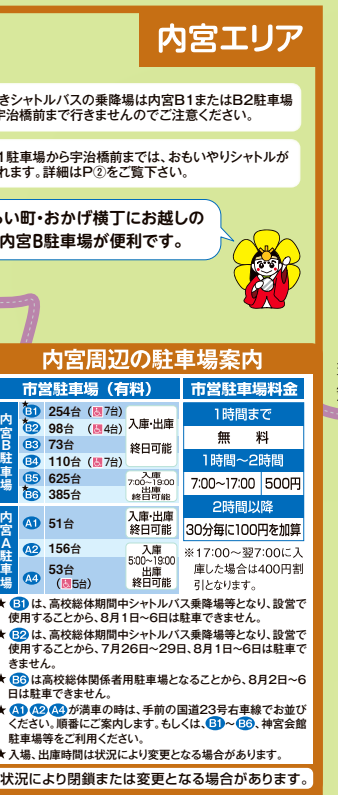 内宮エリア
きシャトルバスの乗降場は内宮B1またはB2駐車場
宇治橋前まで行きませんのでご注意ください。
1駐車場から宇治橋前までは、おもいやりシャトルが
れます。詳細はP②をご覧下さい。
らい町・おかげ横丁にお越しの
内宮B駐車場が便利です。
内宮周辺の駐車場案内
市営駐車場（有料）
内宮B駐車場
★B1 254台（7台） 入庫・出庫
★B2 98台（4台） 終日可能
B3 73台
B4 110台（7台）
B5 625台 入庫 7:00～19:00
★B6 385台 出庫 終日可能
内宮A駐車場
A1 51台 入庫・出庫 終日可能
A2 156台 入庫 5:00～19:00
A4 53台（5台） 出庫 終日可能
市営駐車場料金
1時間まで
無 料
1時間～2時間
7:00～17:00 500円
2時間以降
30分毎に100円を加算
※17:00～翌7:00に入
庫した場合は400円割
引となります。
★B1は、高校総体期間中シャトルバス乗降場等となり、設営で
使用することから、8月1日～6日は駐車できません。
★B2は、高校総体期間中シャトルバス乗降場等となり、設営で
使用することから、7月26日～29日、8月1日～6日は駐車で
きません。
★B6は高校総体関係者用駐車場となることから、8月2日～6
日は駐車できません。
★A1 A2 A4が満車の時は、手前の国道23号右車線でお並び
ください。順番にご案内します。もしくは、B1～B6、神宮会館
駐車場等をご利用ください。
★入場、出庫時間は状況により変更となる場合があります。
状況により閉鎖または変更となる場合があります。